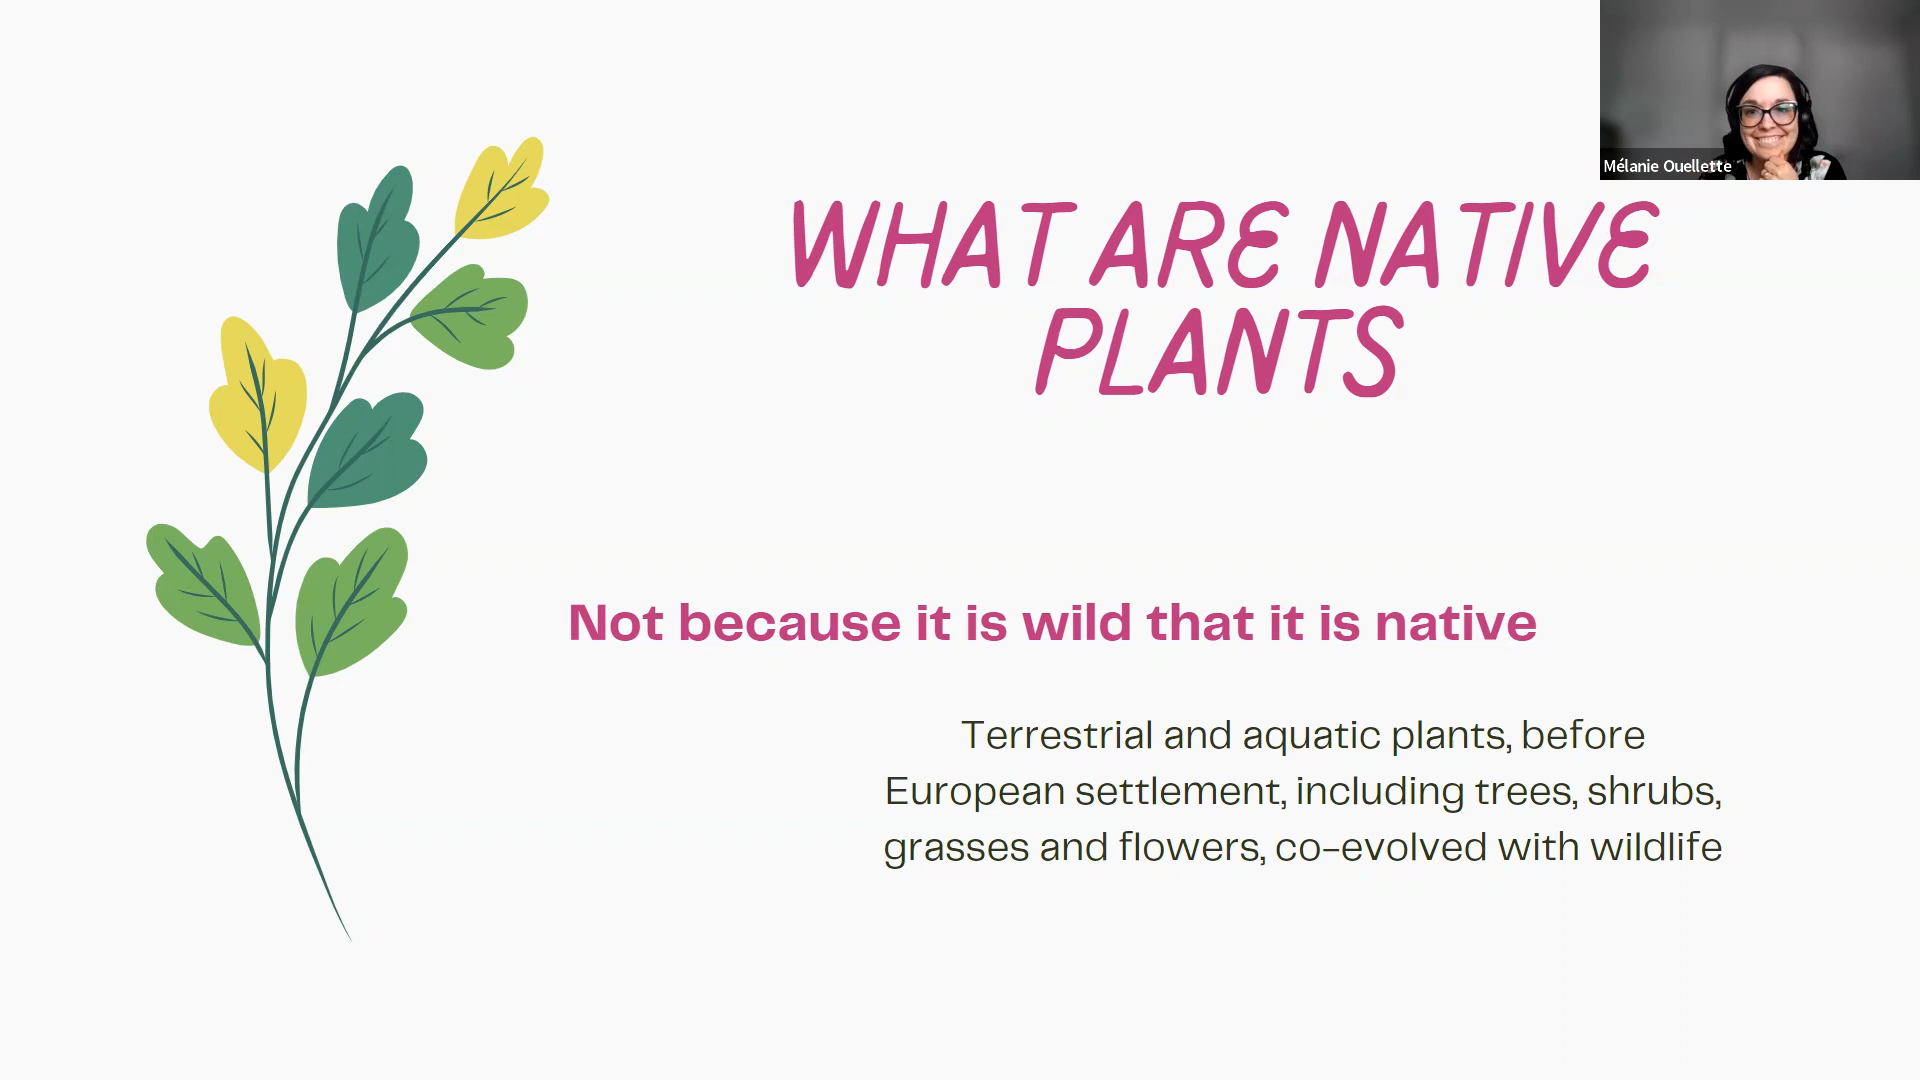 Mélanie Ouellette
WHAT ARE NATIVE
PLANTS
Not because it is wild that it is native
Terrestrial and aquatic plants, before
European settlement, including trees, shrubs,
grasses and flowers, co-evolved with wildlife